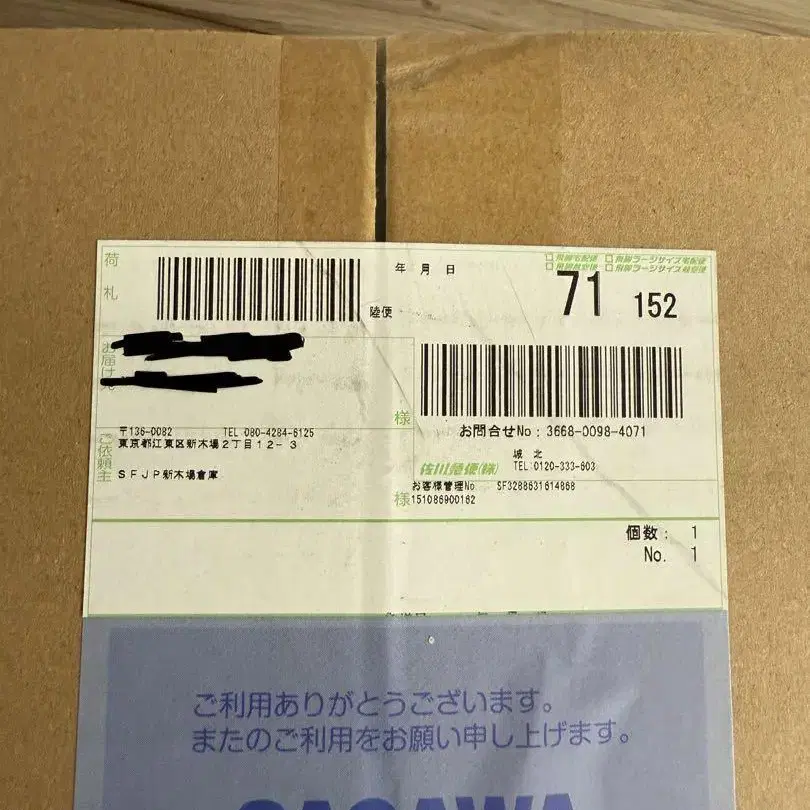 荷札
年 月 日
飛脚宅配便
飛脚ラージサイズ宅配便
飛脚航空便
飛脚ラージサイズ航空便
71 152
陸便
お届け先
様
お問合せNo: 3668-0098-4071
〒136-0082 TEL 080-4284-6125
東京都江東区新木場2丁目12-3
ご依頼主
SFJP新木場倉庫
様
城北
佐川急便(株) TEL:0120-333-603
お客様管理No SF3288631614868
151086900162
個数: 1
No. 1
ご利用ありがとうございます。
またのご利用をお願い申し上げます。
SAGAWA